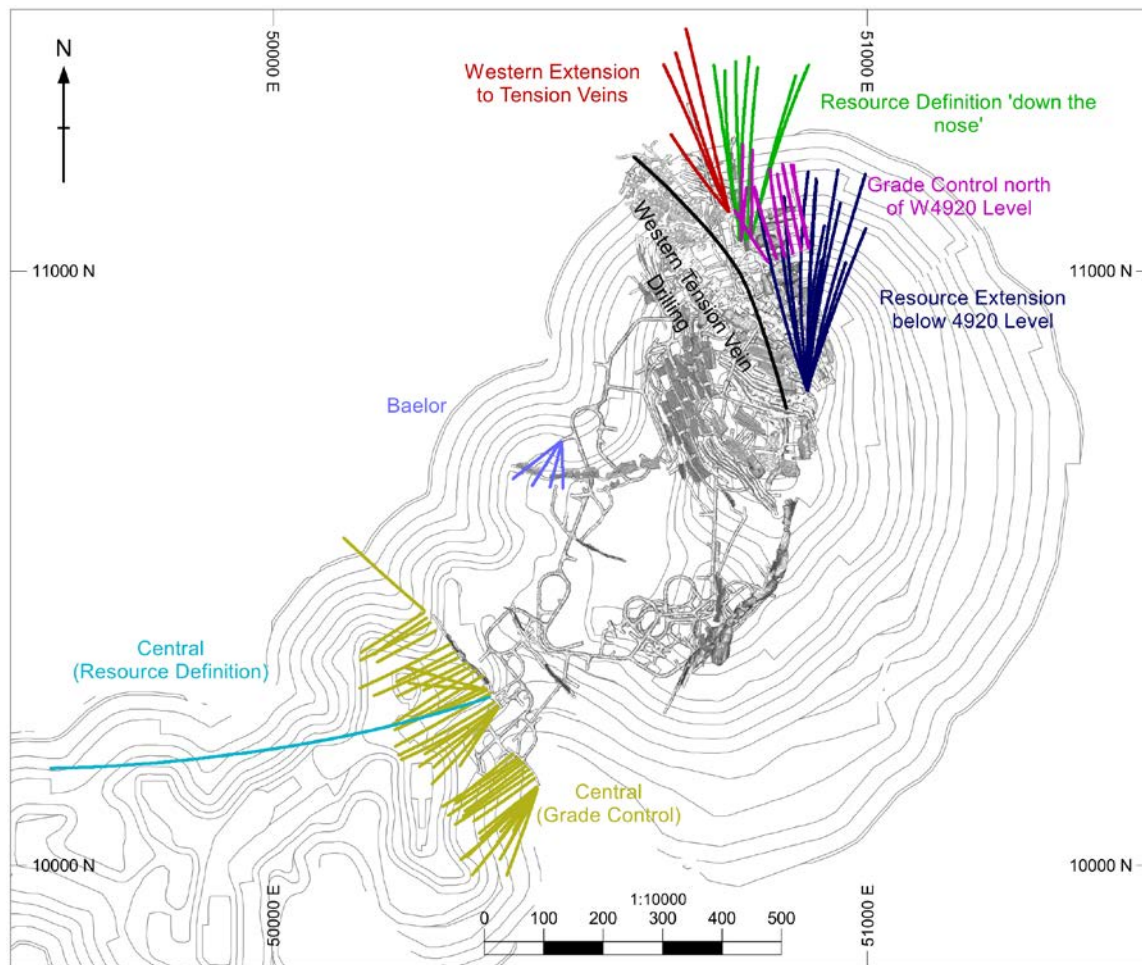 50000 E
51000 E
N
Western Extension
to Tension Veins
Resource Definition 'down the
nose'
Grade Control north
of W4920 Level
11000 N
11000 N
Western Tension Vein
Drilling
Resource Extension
below 4920 Level
Baelor
Central
(Resource Definition)
Central
(Grade Control)
10000 N
10000 N
50000 E
51000 E
1:10000
0 100 200 300 400 500